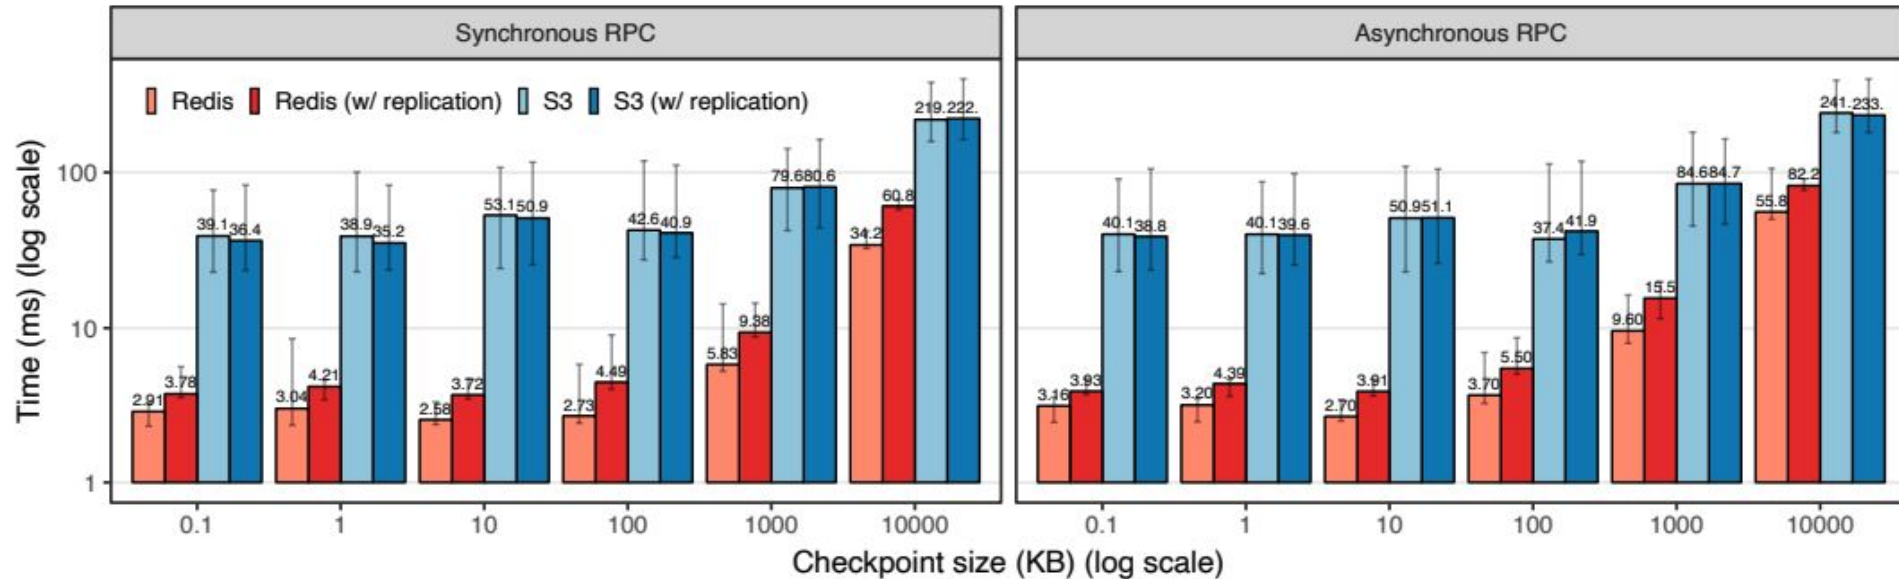 Synchronous RPC
Asynchronous RPC
Redis Redis (w/ replication) S3 S3 (w/ replication)
Time (ms) (log scale)
100
10
1
2.91 3.78 39.1 36.4
3.04 4.21 38.9 35.2
2.58 3.72 53.1 50.9
2.73 4.49 42.6 40.9
5.83 9.38 79.6 80.6
34.2 60.8 219. 222.
3.16 3.93 40.1 38.8
3.20 4.39 40.1 39.6
2.70 3.91 50.9 51.1
3.70 5.50 37.4 41.9
9.60 15.5 84.6 84.7
55.8 82.2 241. 233.
0.1 1 10 100 1000 10000
0.1 1 10 100 1000 10000
Checkpoint size (KB) (log scale)